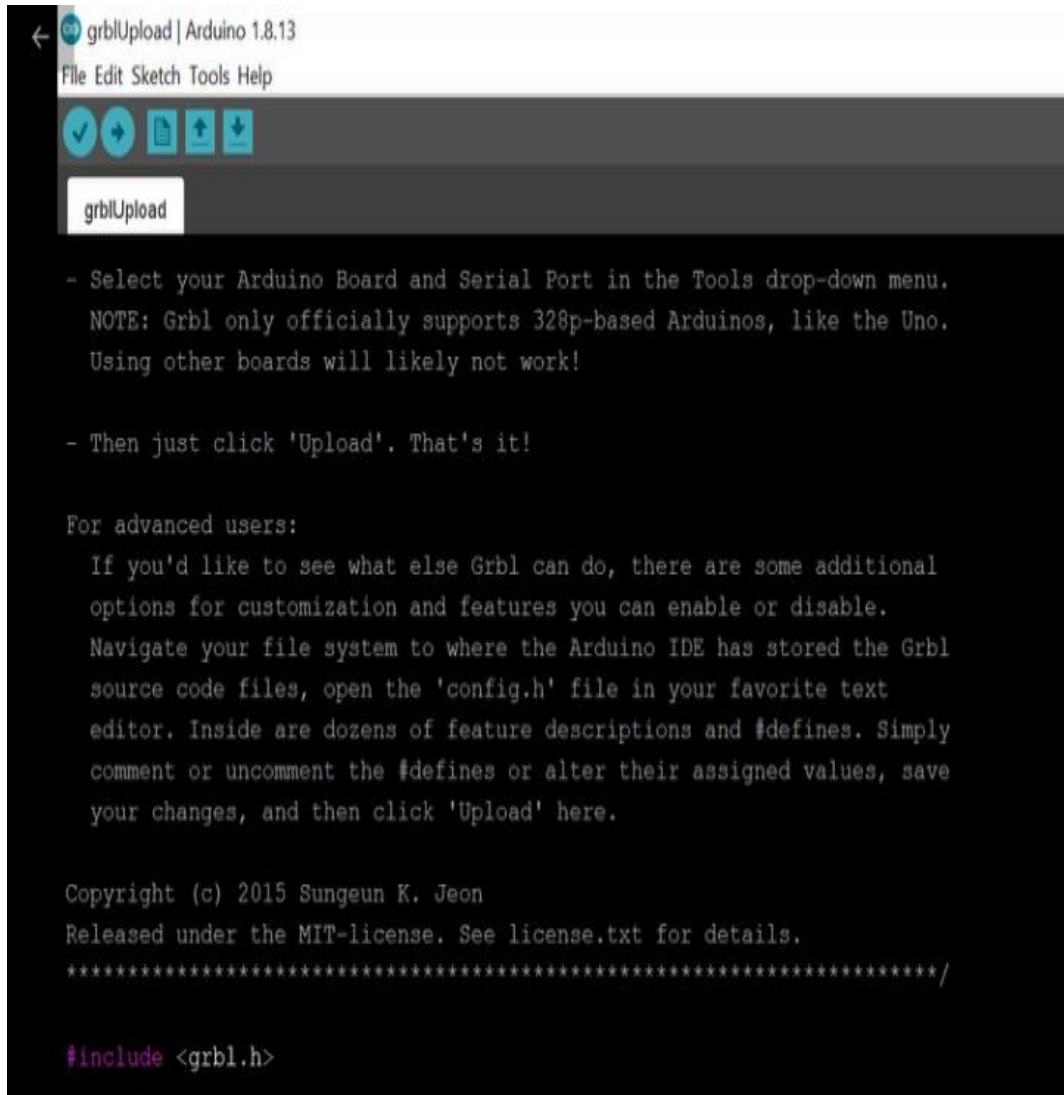 grblUpload | Arduino 1.8.13
File Edit Sketch Tools Help
grblUpload
- Select your Arduino Board and Serial Port in the Tools drop-down menu.
NOTE: Grbl only officially supports 328p-based Arduinos, like the Uno.
Using other boards will likely not work!
- Then just click 'Upload'. That's it!
For advanced users:
If you'd like to see what else Grbl can do, there are some additional
options for customization and features you can enable or disable.
Navigate your file system to where the Arduino IDE has stored the Grbl
source code files, open the 'config.h' file in your favorite text
editor. Inside are dozens of feature descriptions and #defines. Simply
comment or uncomment the #defines or alter their assigned values, save
your changes, and then click 'Upload' here.
Copyright (c) 2015 Sungeun K. Jeon
Released under the MIT-license. See license.txt for details.
************************************************************************/
#include <grbl.h>